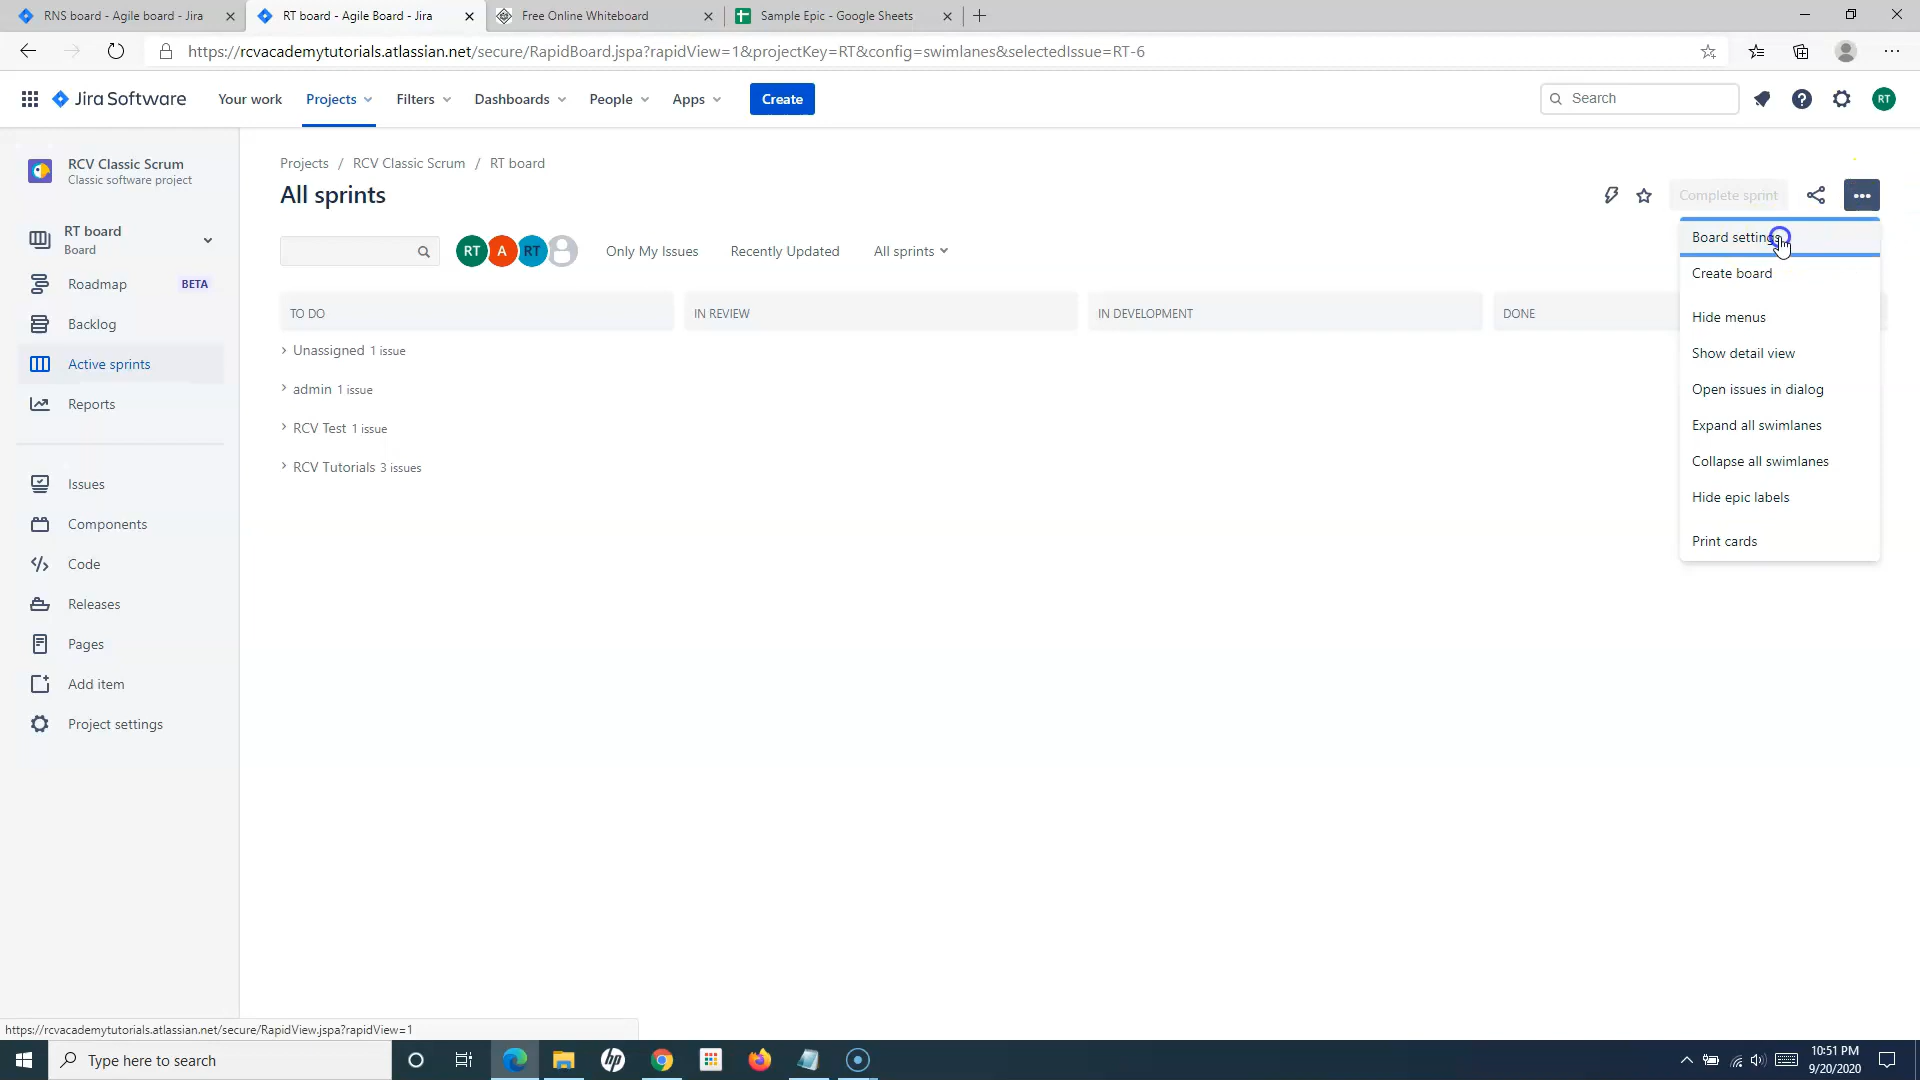 RNS board - Agile board - Jira
RT board - Agile Board - Jira
Free Online Whiteboard
Sample Epic - Google Sheets
https://rcvacademytutorials.atlassian.net/secure/RapidBoard.jspa?rapidView=1&projectKey=RT&config=swimlanes&selectedIssue=RT-6
Jira Software
Your work
Projects
Filters
Dashboards
People
Apps
Create
Search
RT
RCV Classic Scrum
Classic software project
RT board
Board
Roadmap
BETA
Backlog
Active sprints
Reports
Issues
Components
Code
Releases
Pages
Add item
Project settings
Projects / RCV Classic Scrum / RT board
All sprints
Complete sprint
RT
A
RT
Only My Issues
Recently Updated
All sprints
TO DO
IN REVIEW
IN DEVELOPMENT
DONE
Unassigned 1 issue
admin 1 issue
RCV Test 1 issue
RCV Tutorials 3 issues
Board settings
Create board
Hide menus
Show detail view
Open issues in dialog
Expand all swimlanes
Collapse all swimlanes
Hide epic labels
Print cards
https://rcvacademytutorials.atlassian.net/secure/RapidView.jspa?rapidView=1
Type here to search
hp
10:51 PM
9/20/2020